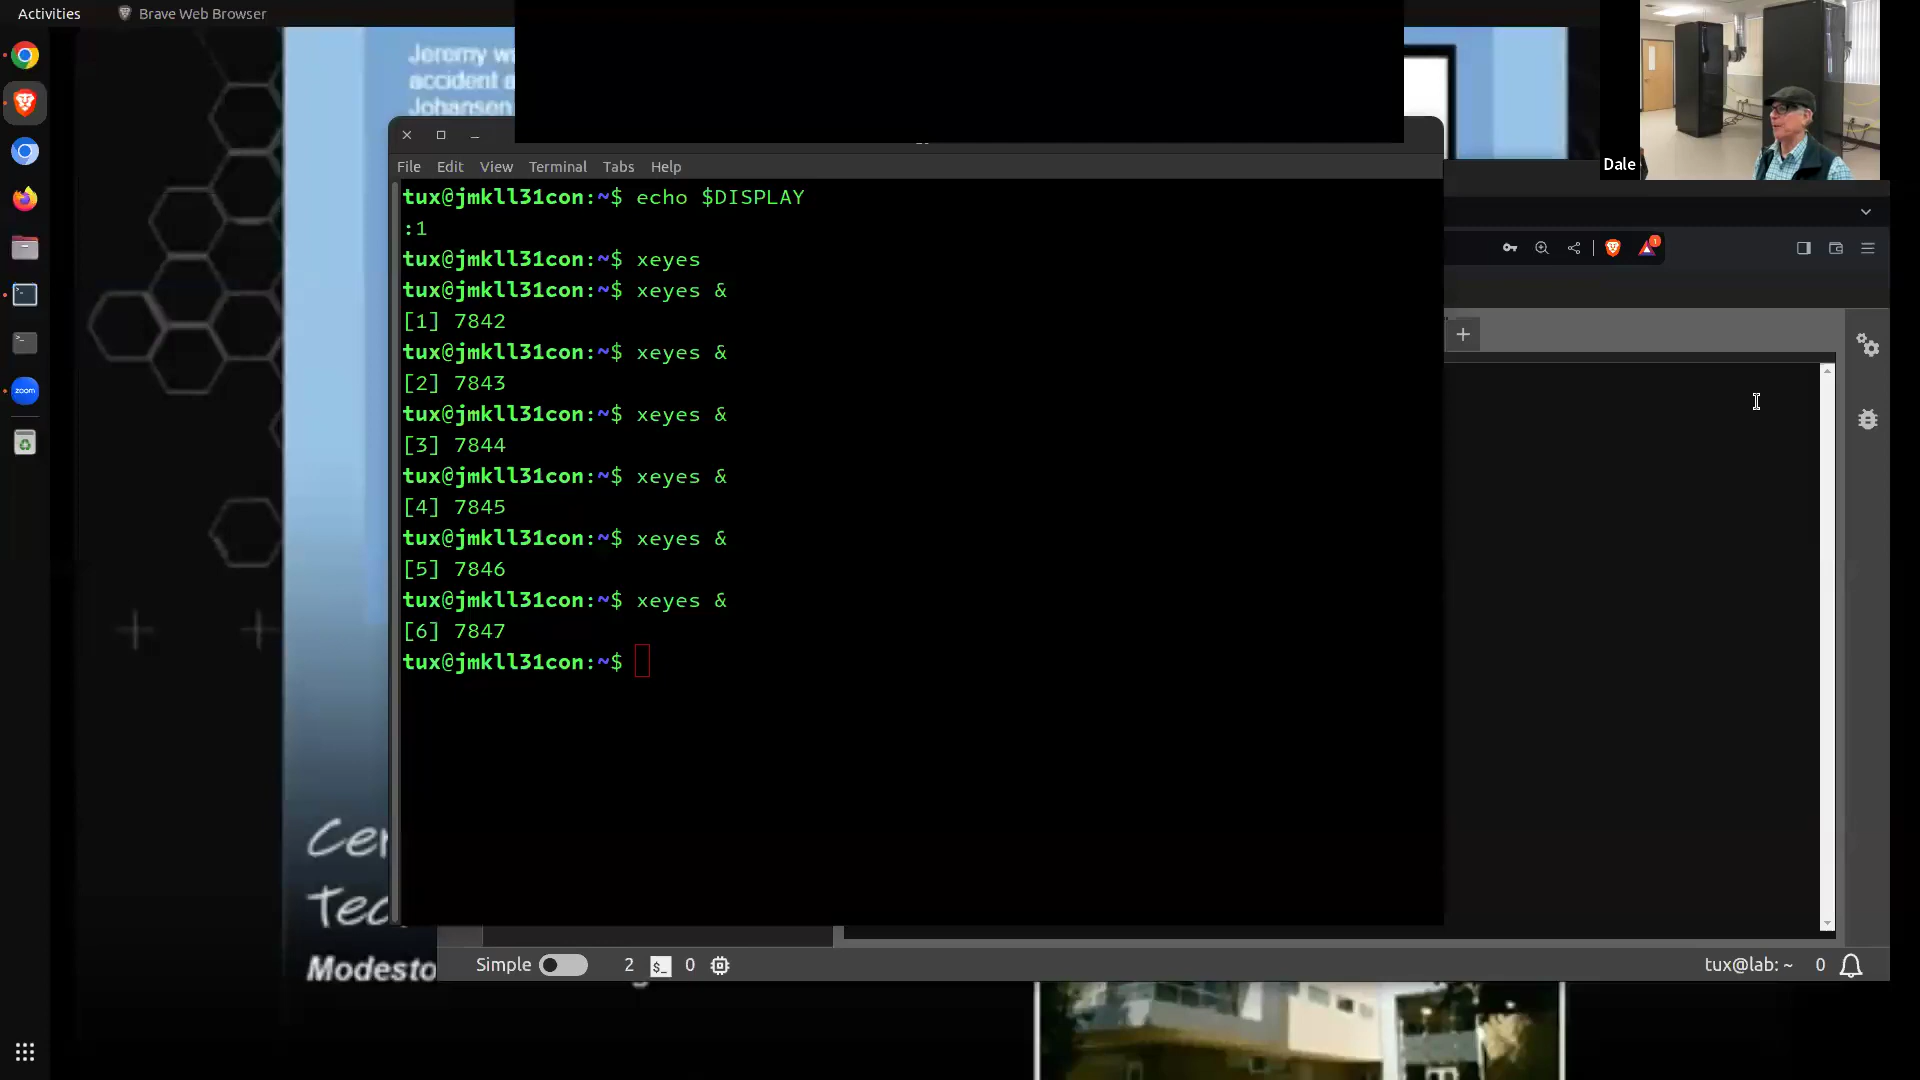 Activities
Brave Web Browser
Jeremy
accident
Johansen
Dale
File Edit View Terminal Tabs Help
tux@jmkll31con:~$ echo $DISPLAY
:1
tux@jmkll31con:~$ xeyes
tux@jmkll31con:~$ xeyes &
[1] 7842
tux@jmkll31con:~$ xeyes &
[2] 7843
tux@jmkll31con:~$ xeyes &
[3] 7844
tux@jmkll31con:~$ xeyes &
[4] 7845
tux@jmkll31con:~$ xeyes &
[5] 7846
tux@jmkll31con:~$ xeyes &
[6] 7847
tux@jmkll31con:~$
zoom
Cer
Tec
Modesto
Simple 2 $_ 0
tux@lab: ~ 0
1